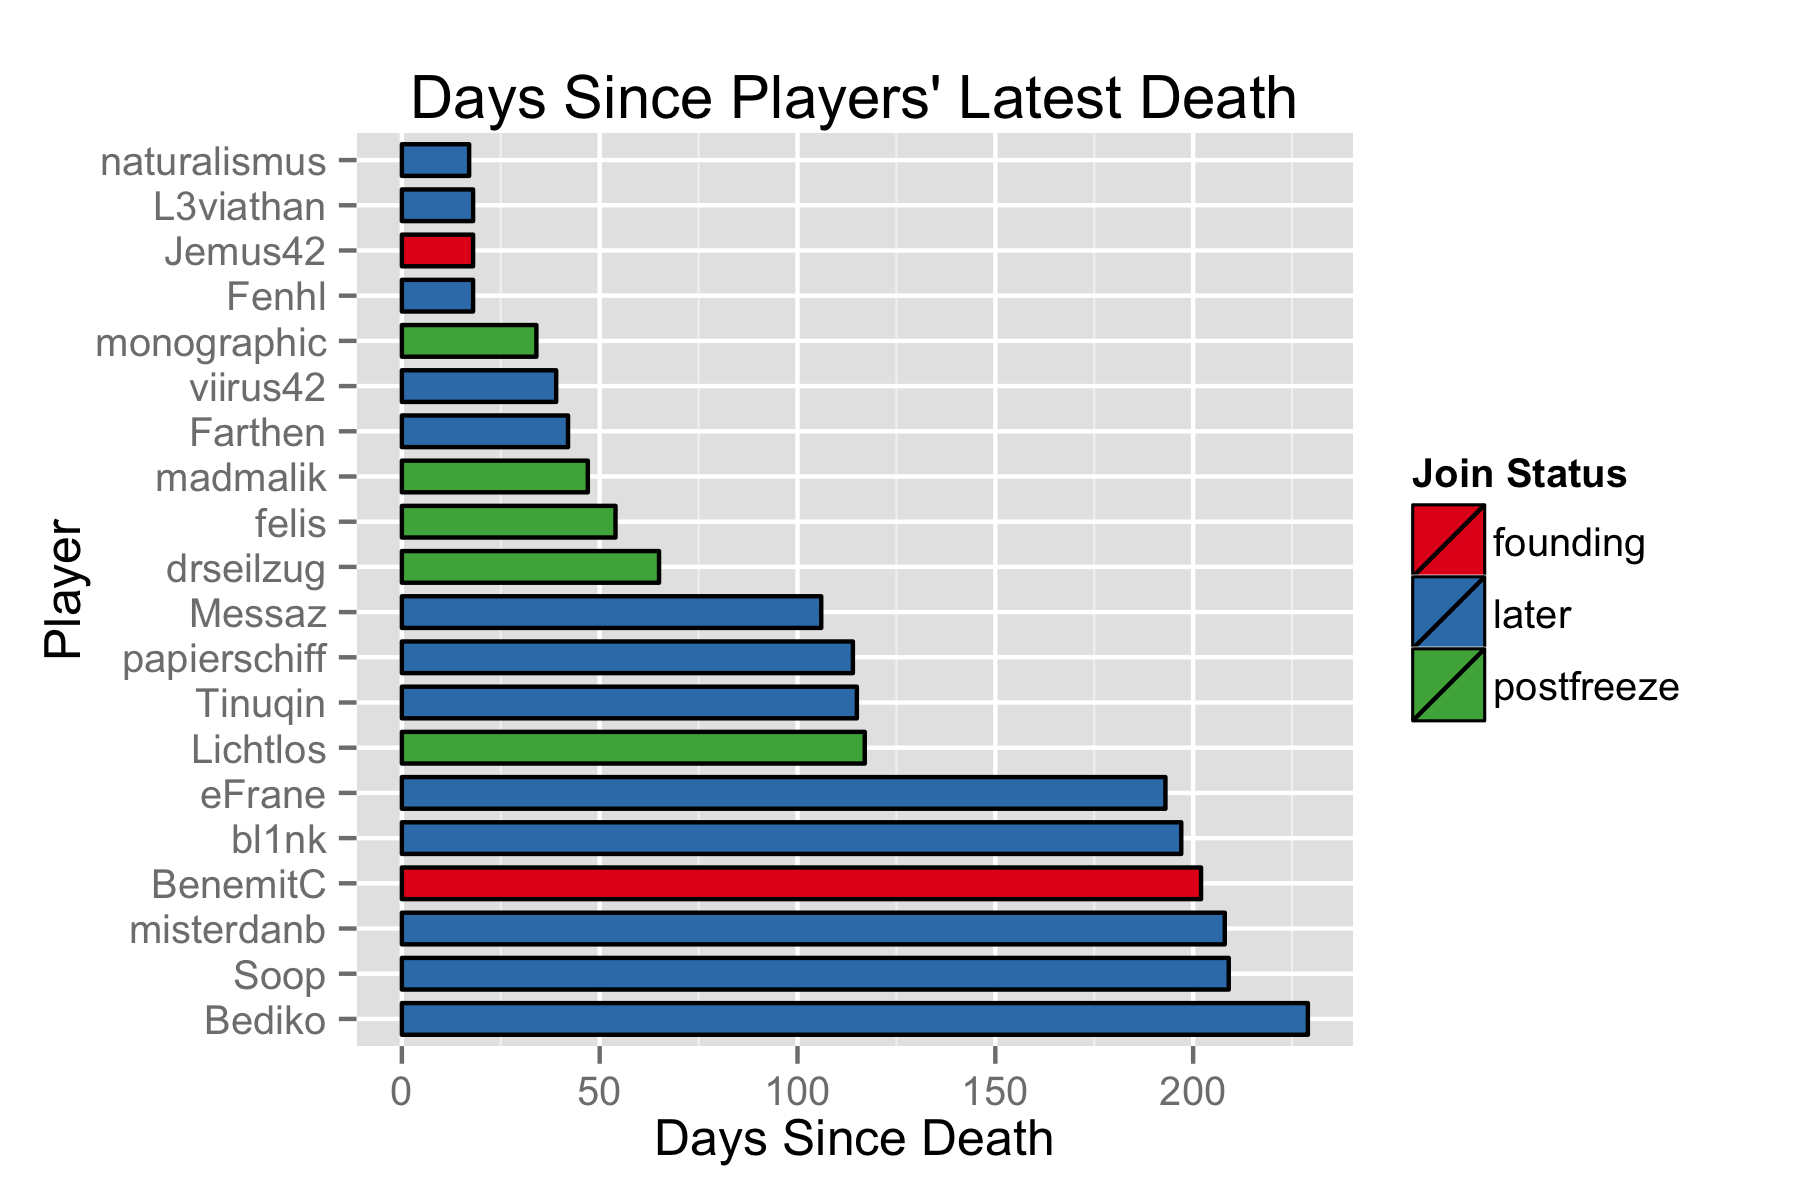 Days Since Players' Latest Death
naturalismus
L3viathan
Jemus42
Fenhl
monographic
viirus42
Farthen
madmalik
felis
drseilzug
Messaz
papierschiff
Tinuqin
Lichtlos
eFrane
bl1nk
BenemitC
misterdanb
Soop
Bediko
Player
0 50 100 150 200
Days Since Death
Join Status
founding
later
postfreeze